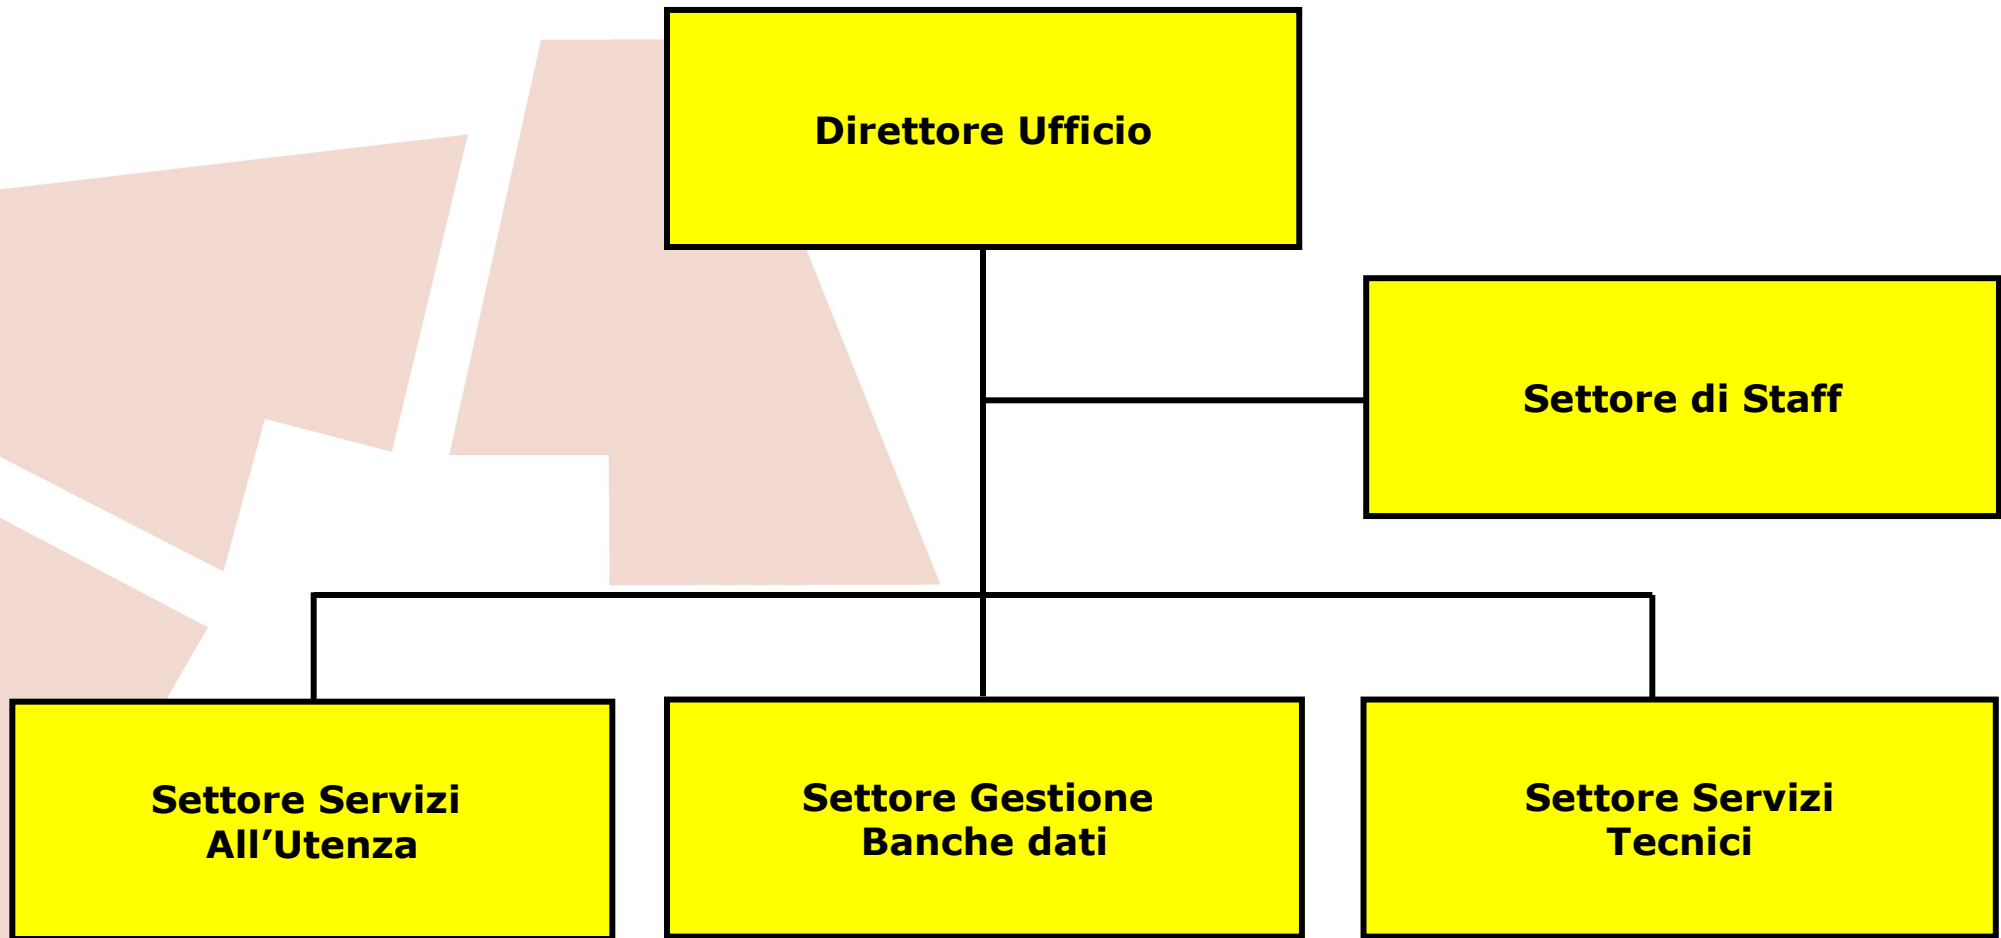 Direttore Ufficio
Settore di Staff
Settore Servizi
All’Utenza
Settore Gestione
Banche dati
Settore Servizi
Tecnici